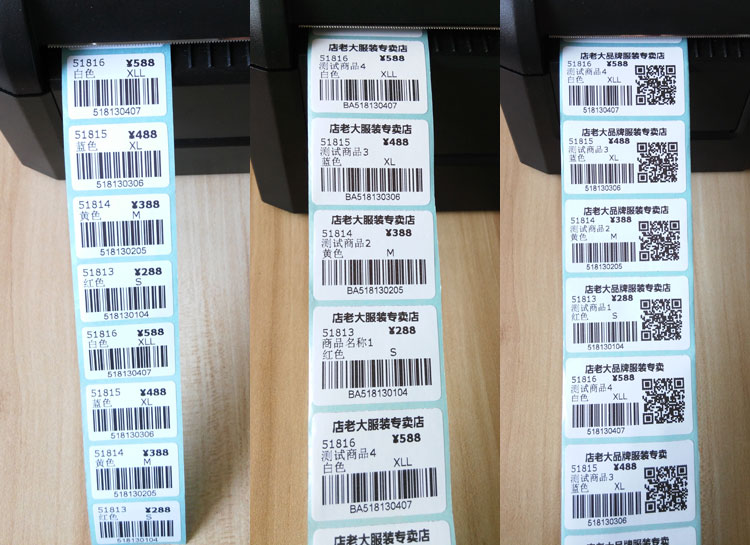 51816 ¥588
白色 XLL
518130407
51815 ¥488
蓝色 XL
518130306
51814 ¥388
黄色 M
518130205
51813 ¥288
红色 S
518130104
51816 ¥588
白色 XLL
518130407
51815 ¥488
蓝色 XL
518130306
51814 ¥388
黄色 M
518130205
51813 ¥288
红色 S
518130104
店老大服装专卖店
51816 ¥588
测试商品4
白色 XLL
BA518130407
店老大服装专卖店
51815 ¥488
测试商品3
蓝色 XL
BA518130306
店老大服装专卖店
51814 ¥388
测试商品2
黄色 M
BA518130205
店老大服装专卖店
51813 ¥288
商品名称1
红色 S
BA518130104
店老大服装专卖店
51816 ¥588
测试商品4
白色 XLL
BA518130407
店老大服装专卖店
店老大品牌服装专卖店
51816 ¥588
测试商品4
白色 XLL
518130407
店老大品牌服装专卖店
51815 ¥488
测试商品3
蓝色 XL
518130306
店老大品牌服装专卖店
51814 ¥388
测试商品2
黄色 M
518130205
店老大品牌服装专卖店
51813 ¥288
测试商品1
红色 S
518130104
店老大品牌服装专卖店
51816 ¥588
测试商品4
白色 XLL
518130407
店老大品牌服装专卖店
51815 ¥488
测试商品3
蓝色 XL
518130306